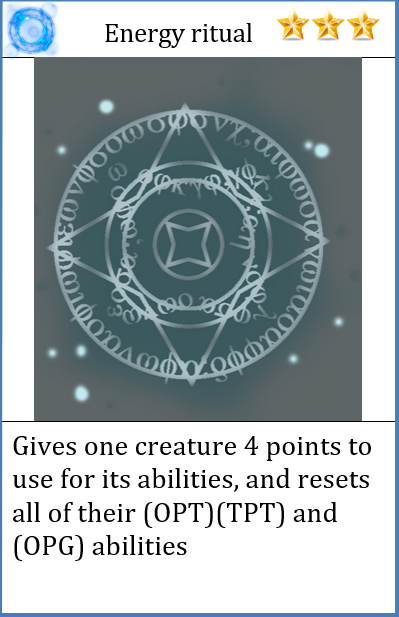 Energy ritual
Gives one creature 4 points to
use for its abilities, and resets
all of their (OPT)(TPT) and
(OPG) abilities